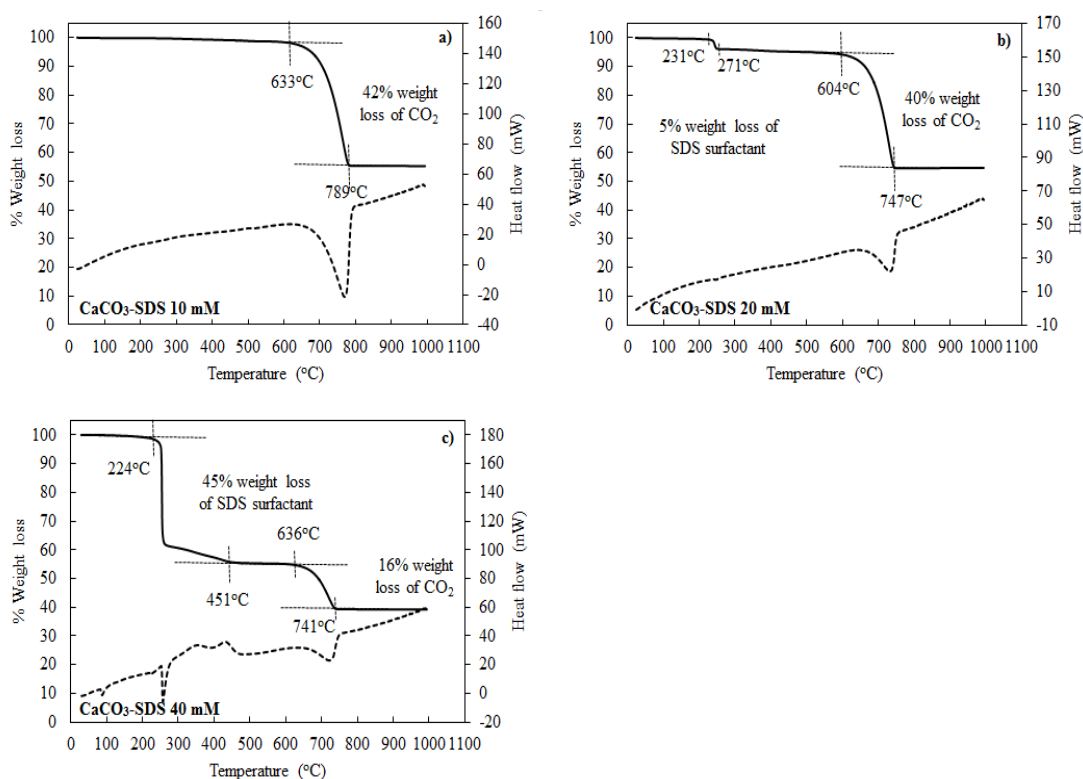 a)
100
90
80
70
60
50
40
30
20
10
0
% Weight loss
160
140
120
100
80
60
40
20
0
-20
-40
Heat flow (mW)
633°C
42% weight
loss of CO2
789°C
CaCO3-SDS 10 mM
0 100 200 300 400 500 600 700 800 900 1000 1100
Temperature (°C)
b)
100
90
80
70
60
50
40
30
20
10
0
% Weight loss
170
150
130
110
90
70
50
30
10
-10
Heat flow (mW)
231°C
271°C
604°C
40% weight
loss of CO2
5% weight loss of
SDS surfactant
747°C
CaCO3-SDS 20 mM
0 100 200 300 400 500 600 700 800 900 1000 1100
Temperature (°C)
c)
100
90
80
70
60
50
40
30
20
10
0
% Weight loss
180
160
140
120
100
80
60
40
20
0
-20
Heat flow (mW)
224°C
45% weight loss
of SDS surfactant
636°C
16% weight
loss of CO2
451°C
741°C
CaCO3-SDS 40 mM
0 100 200 300 400 500 600 700 800 900 1000 1100
Temperature (°C)